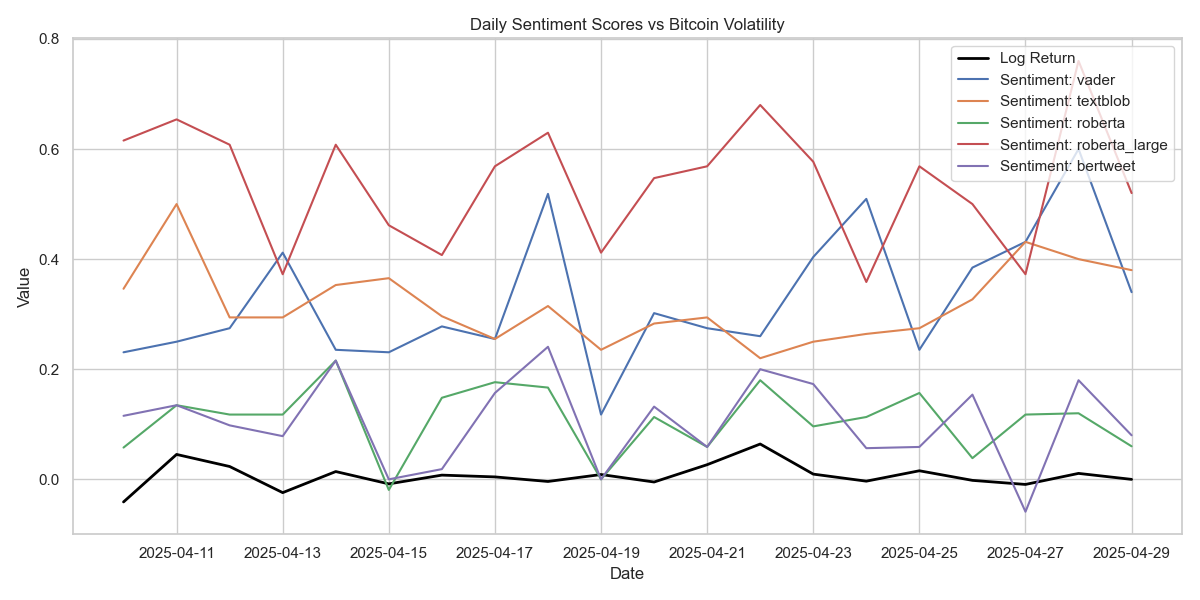 Daily Sentiment Scores vs Bitcoin Volatility
0.8
0.6
0.4
0.2
0.0
Value
Log Return
Sentiment: vader
Sentiment: textblob
Sentiment: roberta
Sentiment: roberta_large
Sentiment: bertweet
2025-04-11
2025-04-13
2025-04-15
2025-04-17
2025-04-19
2025-04-21
2025-04-23
2025-04-25
2025-04-27
2025-04-29
Date